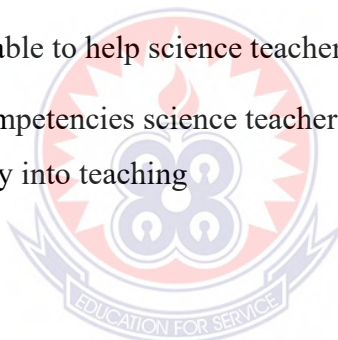 able to help science teacher
mpetencies science teacher
y into teaching
EDUCATION FOR SERVICE